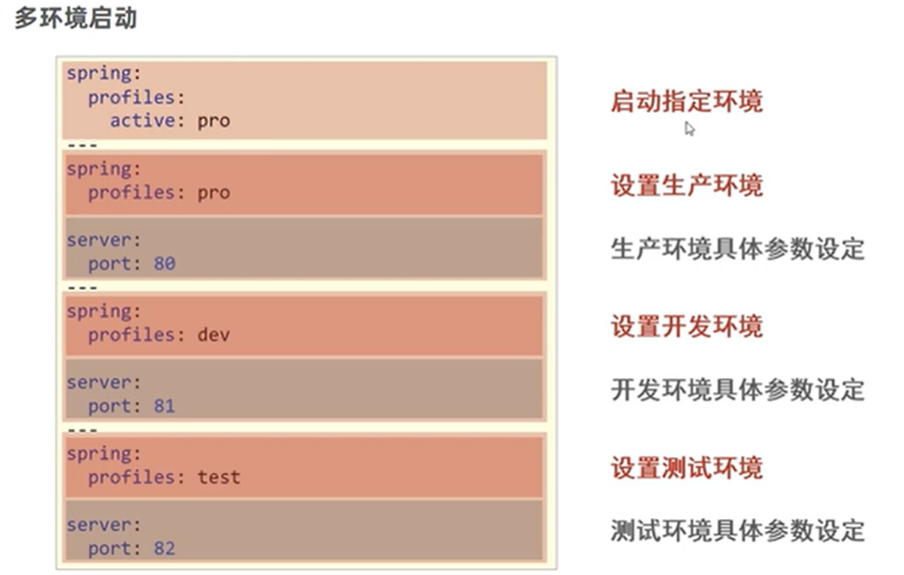 多环境启动
spring:
  profiles:
    active: pro
启动指定环境
---
spring:
  profiles: pro
设置生产环境
server:
  port: 80
生产环境具体参数设定
---
spring:
  profiles: dev
设置开发环境
server:
  port: 81
开发环境具体参数设定
---
spring:
  profiles: test
设置测试环境
server:
  port: 82
测试环境具体参数设定